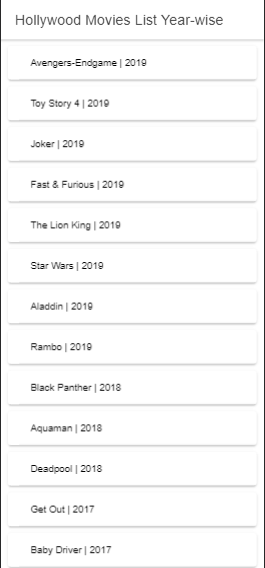 Hollywood Movies List Year-wise
Avengers-Endgame | 2019
Toy Story 4 | 2019
Joker | 2019
Fast & Furious | 2019
The Lion King | 2019
Star Wars | 2019
Aladdin | 2019
Rambo | 2019
Black Panther | 2018
Aquaman | 2018
Deadpool | 2018
Get Out | 2017
Baby Driver | 2017